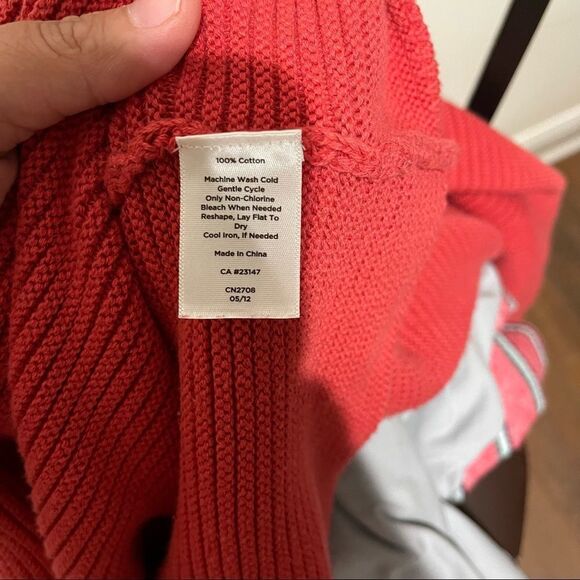 100% Cotton
Machine Wash Cold
Gentle Cycle
Only Non-Chlorine
Bleach When Needed
Reshape, Lay Flat To
Dry
Cool Iron, If Needed
Made In China
CA #23147
CN2708
05/12